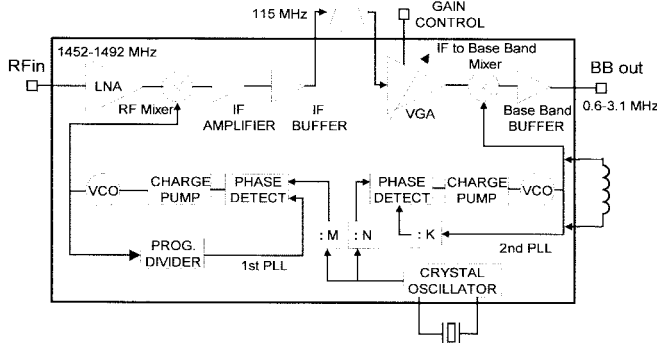 115 MHz
GAIN
CONTROL
1452-1492 MHz
RFin
LNA
RF Mixer
IF
AMPLIFIER
IF
BUFFER
VGA
IF to Base Band
Mixer
Base Band
BUFFER
BB out
0.6-3.1 MHz
VCO
CHARGE
PUMP
PHASE
DETECT
PHASE
DETECT
CHARGE
PUMP
VCO
PROG.
DIVIDER
1st PLL
: M
: N
: K
2nd PLL
CRYSTAL
OSCILLATOR